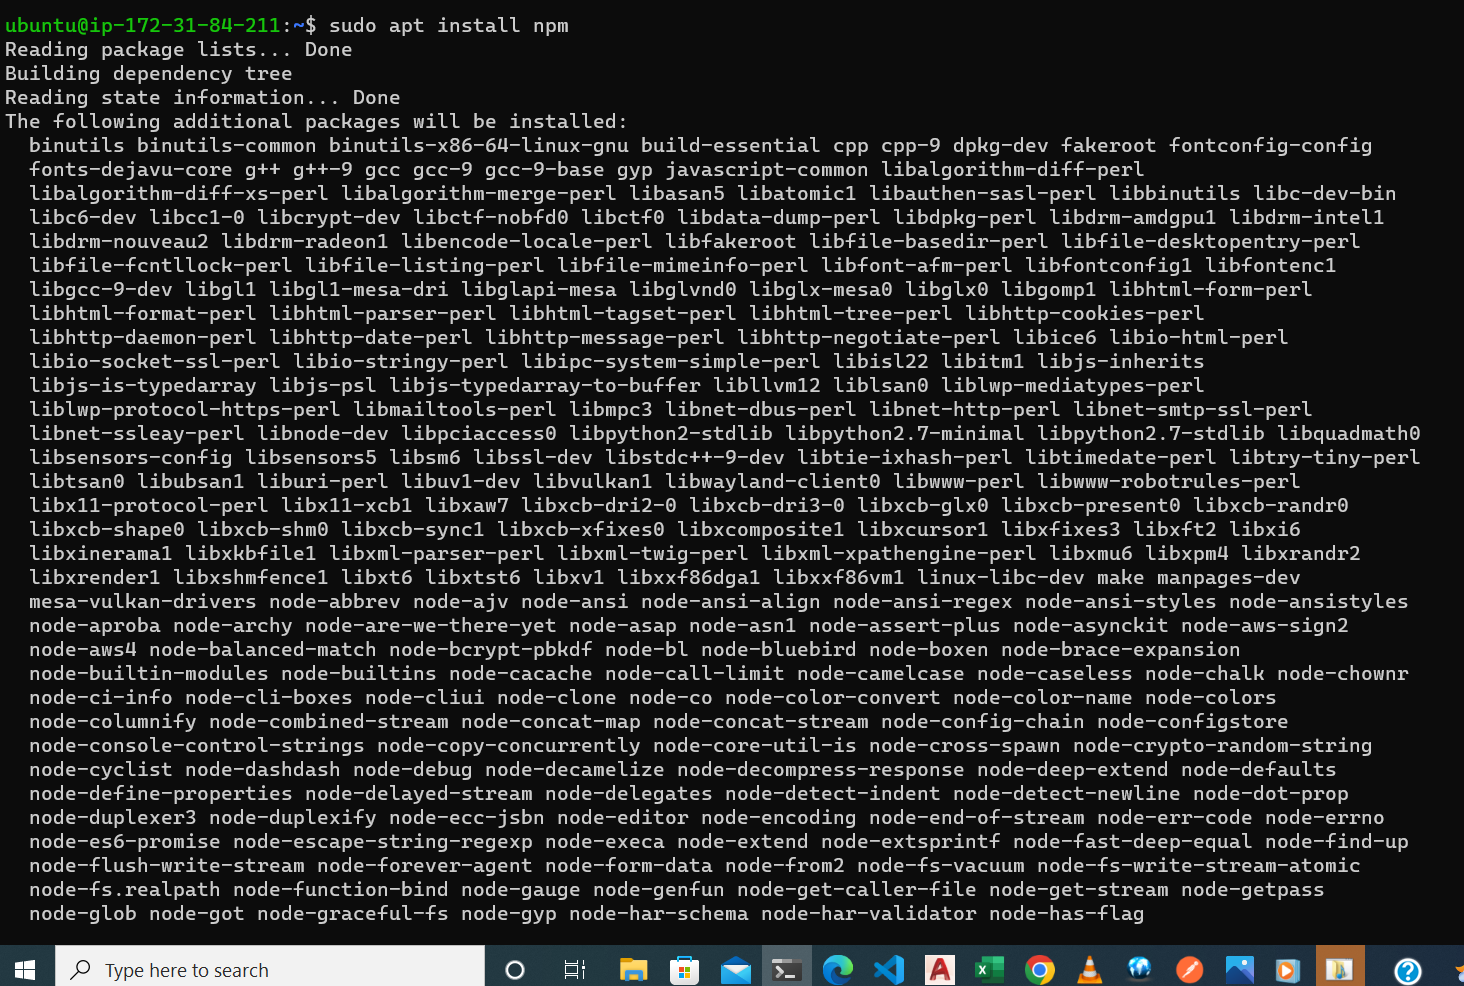 ubuntu@ip-172-31-84-211:~$ sudo apt install npm
Reading package lists... Done
Building dependency tree
Reading state information... Done
The following additional packages will be installed:
  binutils binutils-common binutils-x86-64-linux-gnu build-essential cpp cpp-9 dpkg-dev fakeroot fontconfig-config
  fonts-dejavu-core g++ g++-9 gcc gcc-9 gcc-9-base gyp javascript-common libalgorithm-diff-perl
  libalgorithm-diff-xs-perl libalgorithm-merge-perl libasan5 libatomic1 libauthen-sasl-perl libbinutils libc-dev-bin
  libc6-dev libcc1-0 libcrypt-dev libctf-nobfd0 libctf0 libdata-dump-perl libdpkg-perl libdrm-amdgpu1 libdrm-intel1
  libdrm-nouveau2 libdrm-radeon1 libencode-locale-perl libfakeroot libfile-basedir-perl libfile-desktopentry-perl
  libfile-fcntllock-perl libfile-listing-perl libfile-mimeinfo-perl libfont-afm-perl libfontconfig1 libfontenc1
  libgcc-9-dev libgl1 libgl1-mesa-dri libglapi-mesa libglvnd0 libglx-mesa0 libglx0 libgomp1 libhtml-form-perl
  libhtml-format-perl libhtml-parser-perl libhtml-tagset-perl libhtml-tree-perl libhttp-cookies-perl
  libhttp-daemon-perl libhttp-date-perl libhttp-message-perl libhttp-negotiate-perl libice6 libio-html-perl
  libio-socket-ssl-perl libio-stringy-perl libipc-system-simple-perl libisl22 libitm1 libjs-inherits
  libjs-is-typedarray libjs-psl libjs-typedarray-to-buffer libllvm12 liblsan0 liblwp-mediatypes-perl
  liblwp-protocol-https-perl libmailtools-perl libmpc3 libnet-dbus-perl libnet-http-perl libnet-smtp-ssl-perl
  libnet-ssleay-perl libnode-dev libpciaccess0 libpython2-stdlib libpython2.7-minimal libpython2.7-stdlib libquadmath0
  libsensors-config libsensors5 libsm6 libssl-dev libstdc++-9-dev libtie-ixhash-perl libtimedate-perl libtry-tiny-perl
  libtsan0 libubsan1 liburi-perl libuv1-dev libvulkan1 libwayland-client0 libwww-perl libwww-robotrules-perl
  libx11-protocol-perl libx11-xcb1 libxaw7 libxcb-dri2-0 libxcb-dri3-0 libxcb-glx0 libxcb-present0 libxcb-randr0
  libxcb-shape0 libxcb-shm0 libxcb-sync1 libxcb-xfixes0 libxcomposite1 libxcursor1 libxfixes3 libxft2 libxi6
  libxinerama1 libxkbfile1 libxml-parser-perl libxml-twig-perl libxml-xpathengine-perl libxmu6 libxpm4 libxrandr2
  libxrender1 libxshmfence1 libxt6 libxtst6 libxv1 libxxf86dga1 libxxf86vm1 linux-libc-dev make manpages-dev
  mesa-vulkan-drivers node-abbrev node-ajv node-ansi node-ansi-align node-ansi-regex node-ansi-styles node-ansistyles
  node-aproba node-archy node-are-we-there-yet node-asap node-asn1 node-assert-plus node-asynckit node-aws-sign2
  node-aws4 node-balanced-match node-bcrypt-pbkdf node-bl node-bluebird node-boxen node-brace-expansion
  node-builtin-modules node-builtins node-cacache node-call-limit node-camelcase node-caseless node-chalk node-chownr
  node-ci-info node-cli-boxes node-cliui node-clone node-co node-color-convert node-color-name node-colors
  node-columnify node-combined-stream node-concat-map node-concat-stream node-config-chain node-configstore
  node-console-control-strings node-copy-concurrently node-core-util-is node-cross-spawn node-crypto-random-string
  node-cyclist node-dashdash node-debug node-decamelize node-decompress-response node-deep-extend node-defaults
  node-define-properties node-delayed-stream node-delegates node-detect-indent node-detect-newline node-dot-prop
  node-duplexer3 node-duplexify node-ecc-jsbn node-editor node-encoding node-end-of-stream node-err-code node-errno
  node-es6-promise node-escape-string-regexp node-execa node-extend node-extsprintf node-fast-deep-equal node-find-up
  node-flush-write-stream node-forever-agent node-form-data node-from2 node-fs-vacuum node-fs-write-stream-atomic
  node-fs.realpath node-function-bind node-gauge node-genfun node-get-caller-file node-get-stream node-getpass
  node-glob node-got node-graceful-fs node-gyp node-har-schema node-har-validator node-has-flag
Type here to search